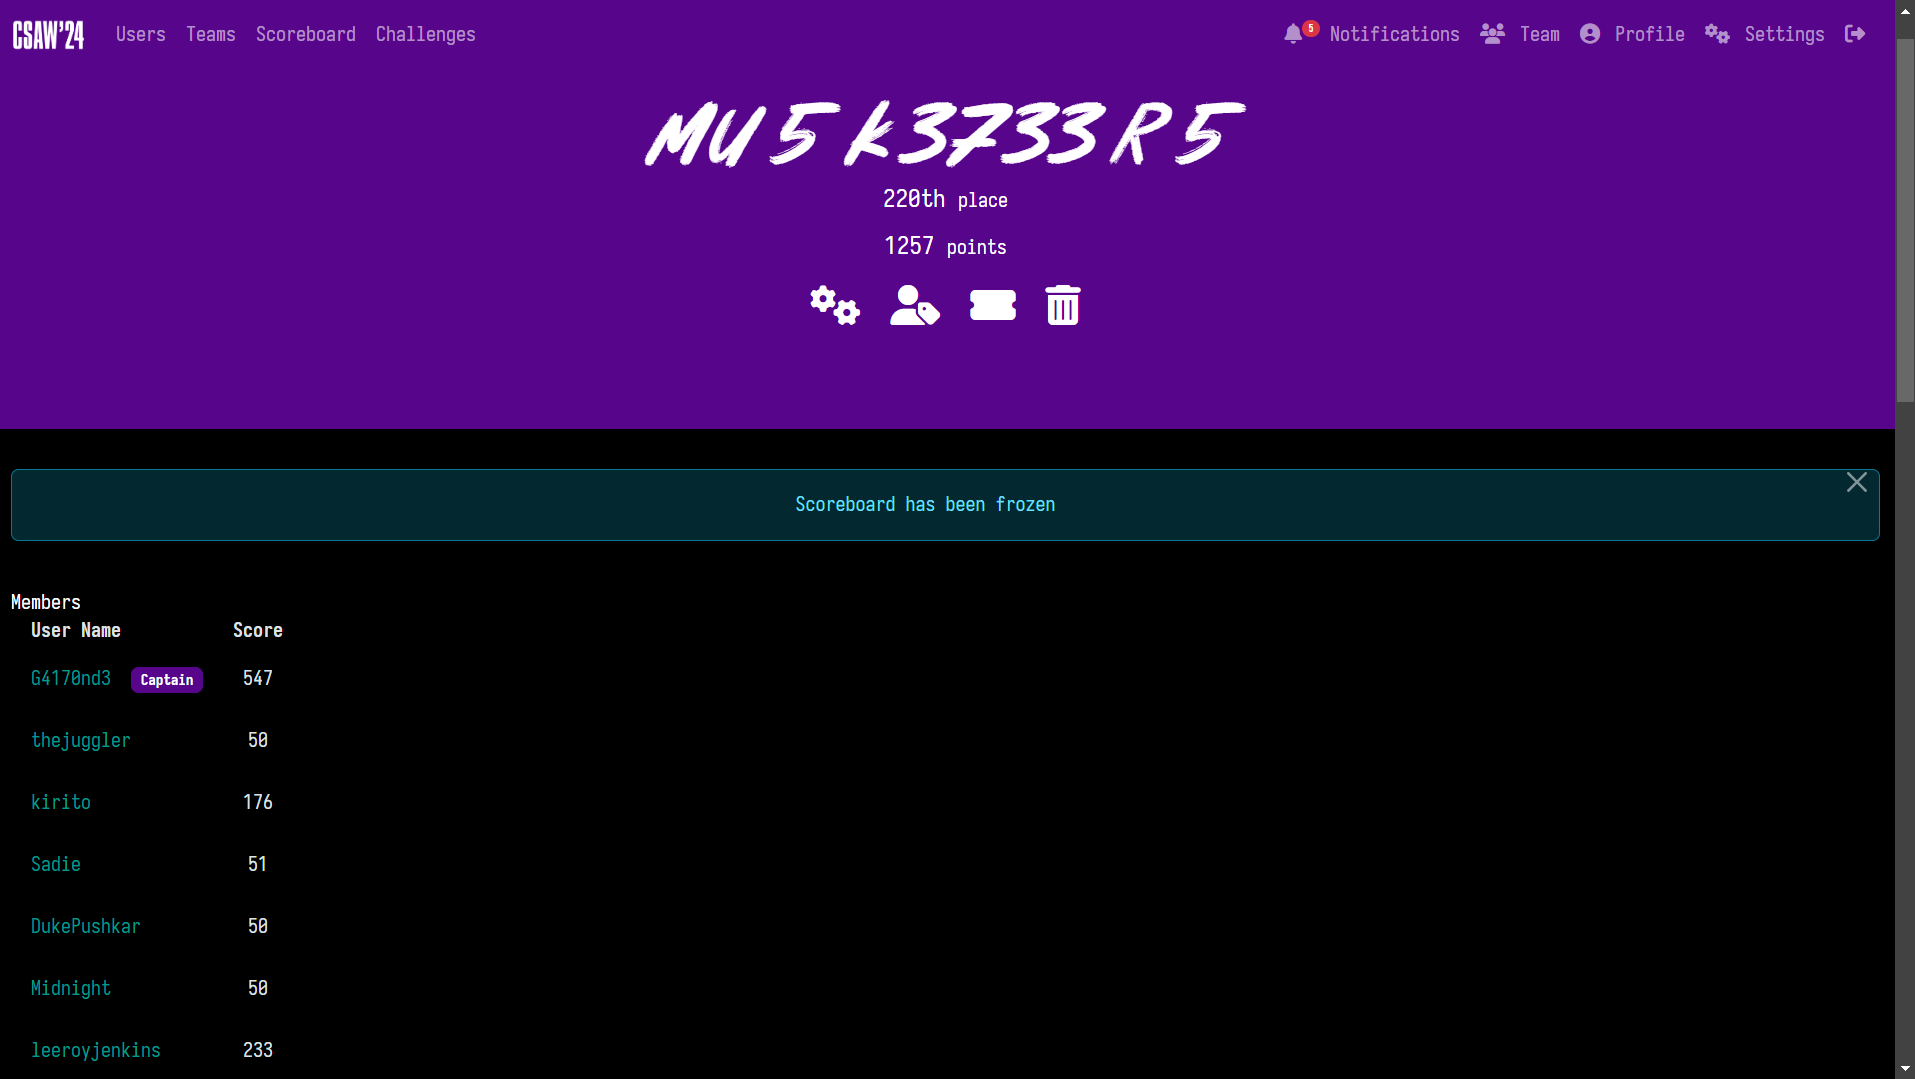 CSAW'24 Users Teams Scoreboard Challenges 5 Notifications Team Profile Settings
MU5K3733R5
220th place
1257 points
Scoreboard has been frozen
Members
User Name Score
G4170nd3 Captain 547
thejuggler 50
kirito 176
Sadie 51
DukePushkar 50
Midnight 50
leeroyjenkins 233